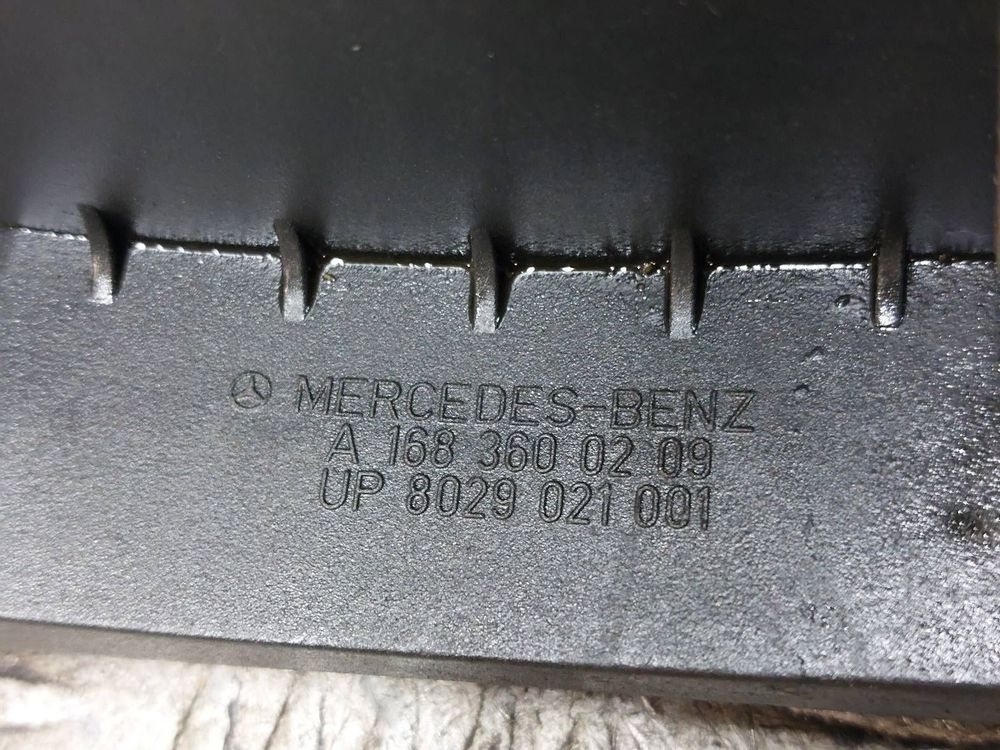 MERCEDES-BENZ
A 168 360 02 09
UP 8029 021 001